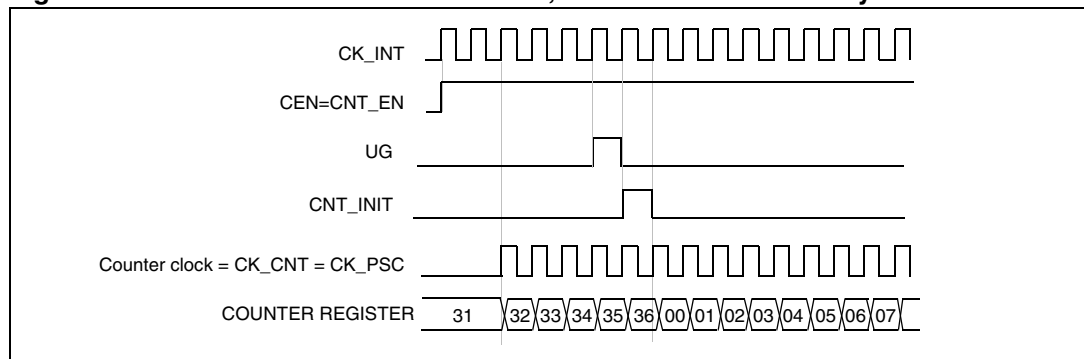 CK_INT
CEN=CNT_EN
UG
CNT_INIT
Counter clock = CK_CNT = CK_PSC
COUNTER REGISTER 31 32 33 34 35 36 00 01 02 03 04 05 06 07